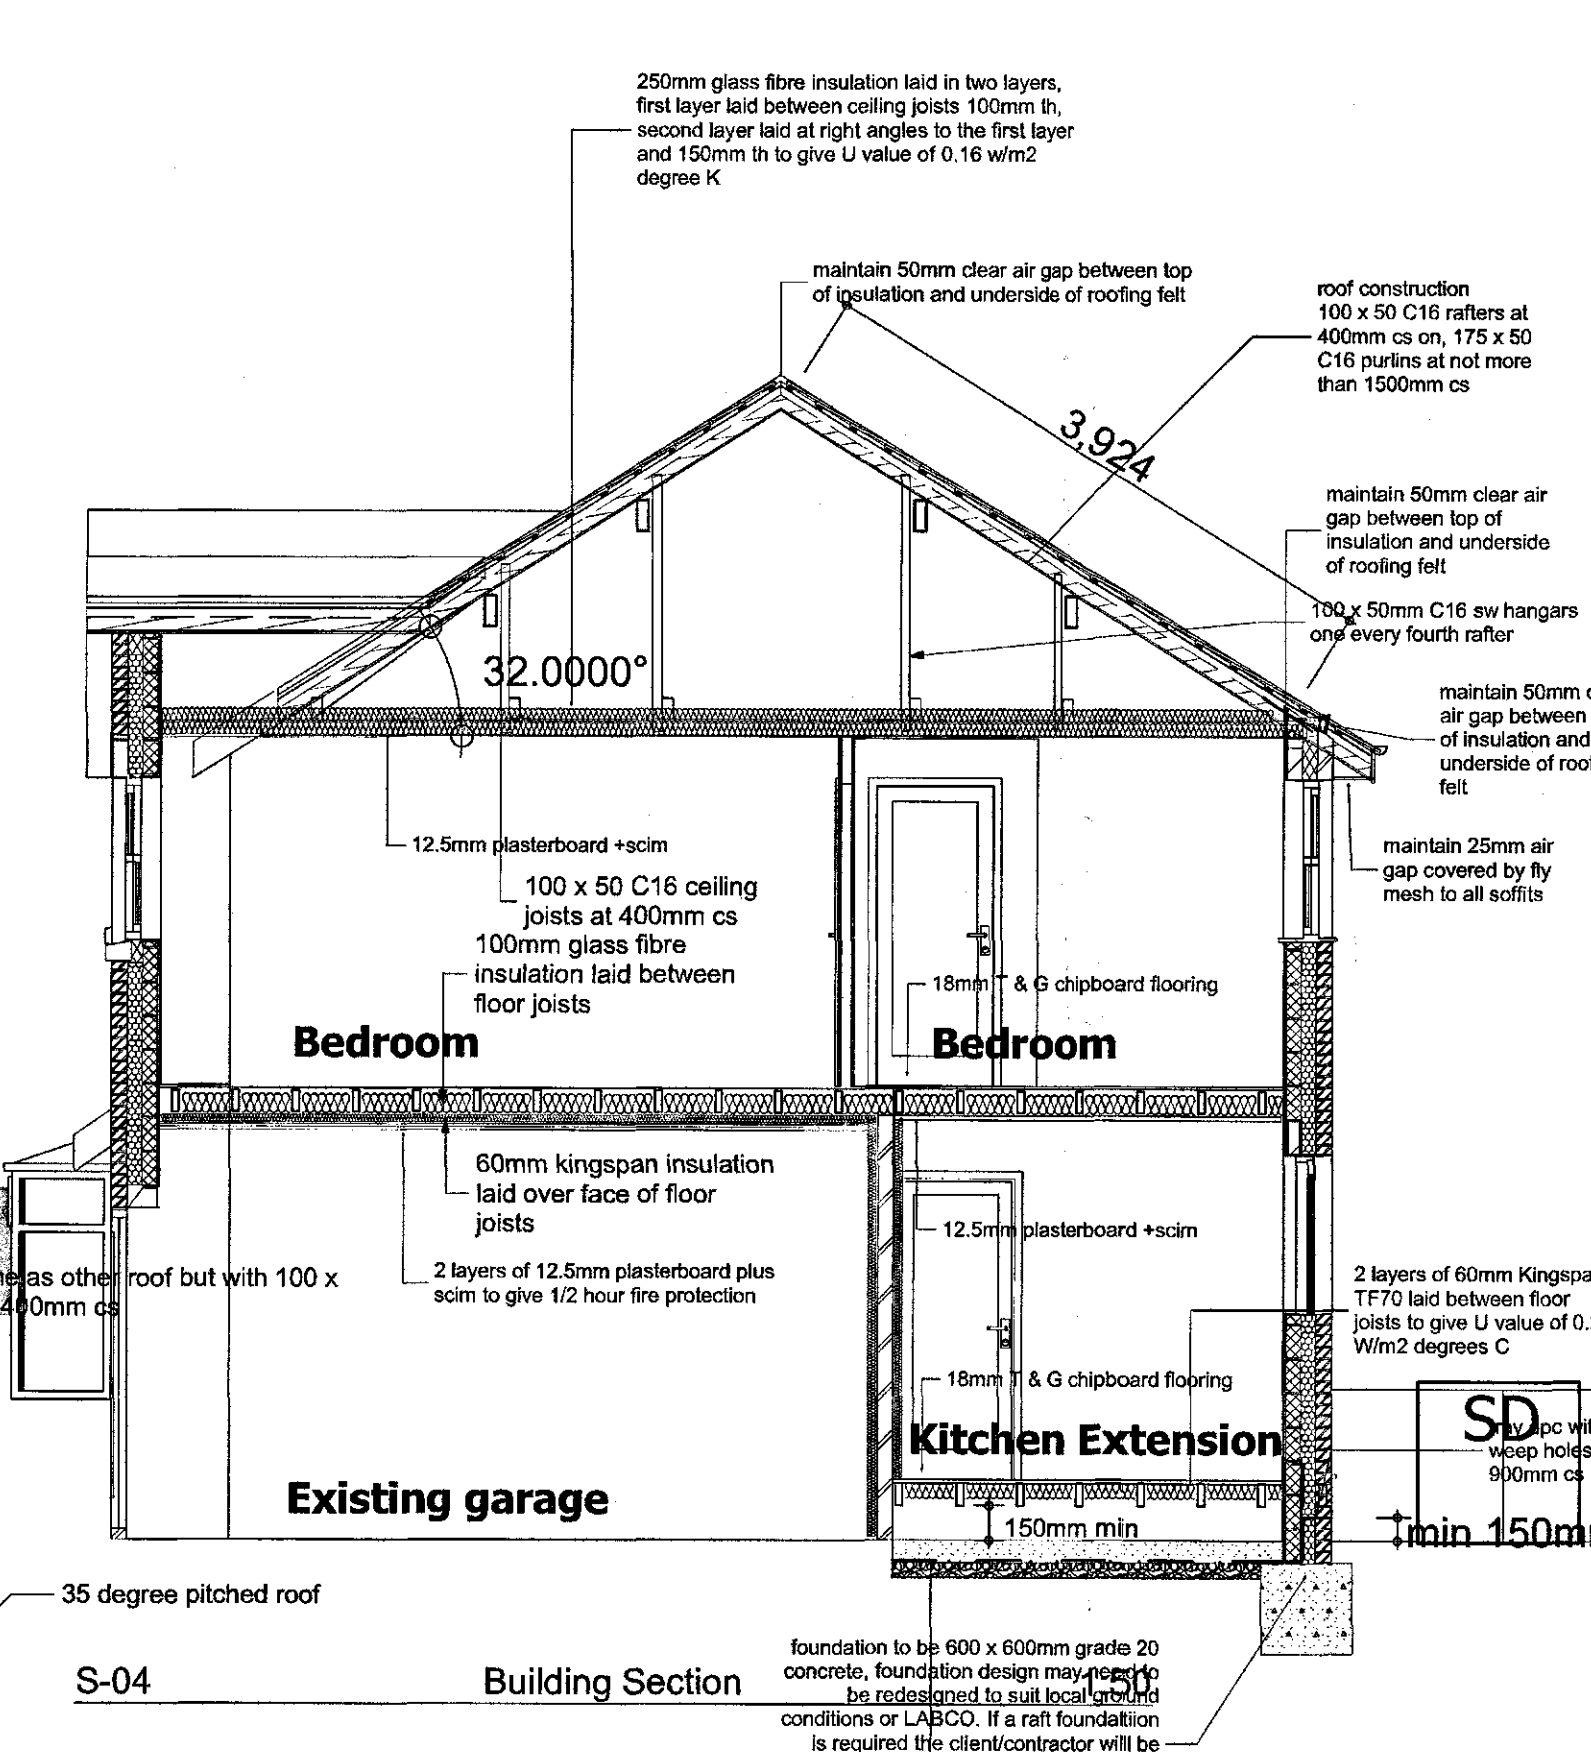 250mm glass fibre insulation laid in two layers,
first layer laid between ceiling joists 100mm th,
second layer laid at right angles to the first layer
and 150mm th to give U value of 0.16 w/m2
degree K
maintain 50mm clear air gap between top
of insulation and underside of roofing felt
roof construction
100 x 50 C16 rafters at
400mm cs on, 175 x 50
C16 purlins at not more
than 1500mm cs
3,924
maintain 50mm clear air
gap between top of
insulation and underside
of roofing felt
100 x 50mm C16 sw hangars
one every fourth rafter
32.0000°
maintain 50mm
air gap between
of insulation and
underside of
felt
12.5mm plasterboard +scim
maintain 25mm air
gap covered by fly
mesh to all soffits
100 x 50 C16 ceiling
joists at 400mm cs
100mm glass fibre
insulation laid between
floor joists
18mm T & G chipboard flooring
Bedroom
Bedroom
60mm kingspan insulation
laid over face of floor
joists
12.5mm plasterboard +scim
2 layers of 12.5mm plasterboard plus
scim to give 1/2 hour fire protection
as other roof but with 100 x
400mm cs
2 layers of 60mm
TF70 laid between floor
joists to give U value of
W/m2 degrees C
18mm T & G chipboard flooring
SD
weep holes
900mm cs
Kitchen Extension
Existing garage
150mm min
min
35 degree pitched roof
S-04
Building Section
1:50
foundation to be 600 x 600mm grade 20
concrete, foundation design may need to
be redesigned to suit local ground
conditions or LABCO. If a raft foundatiion
is required the client/contractor willl be